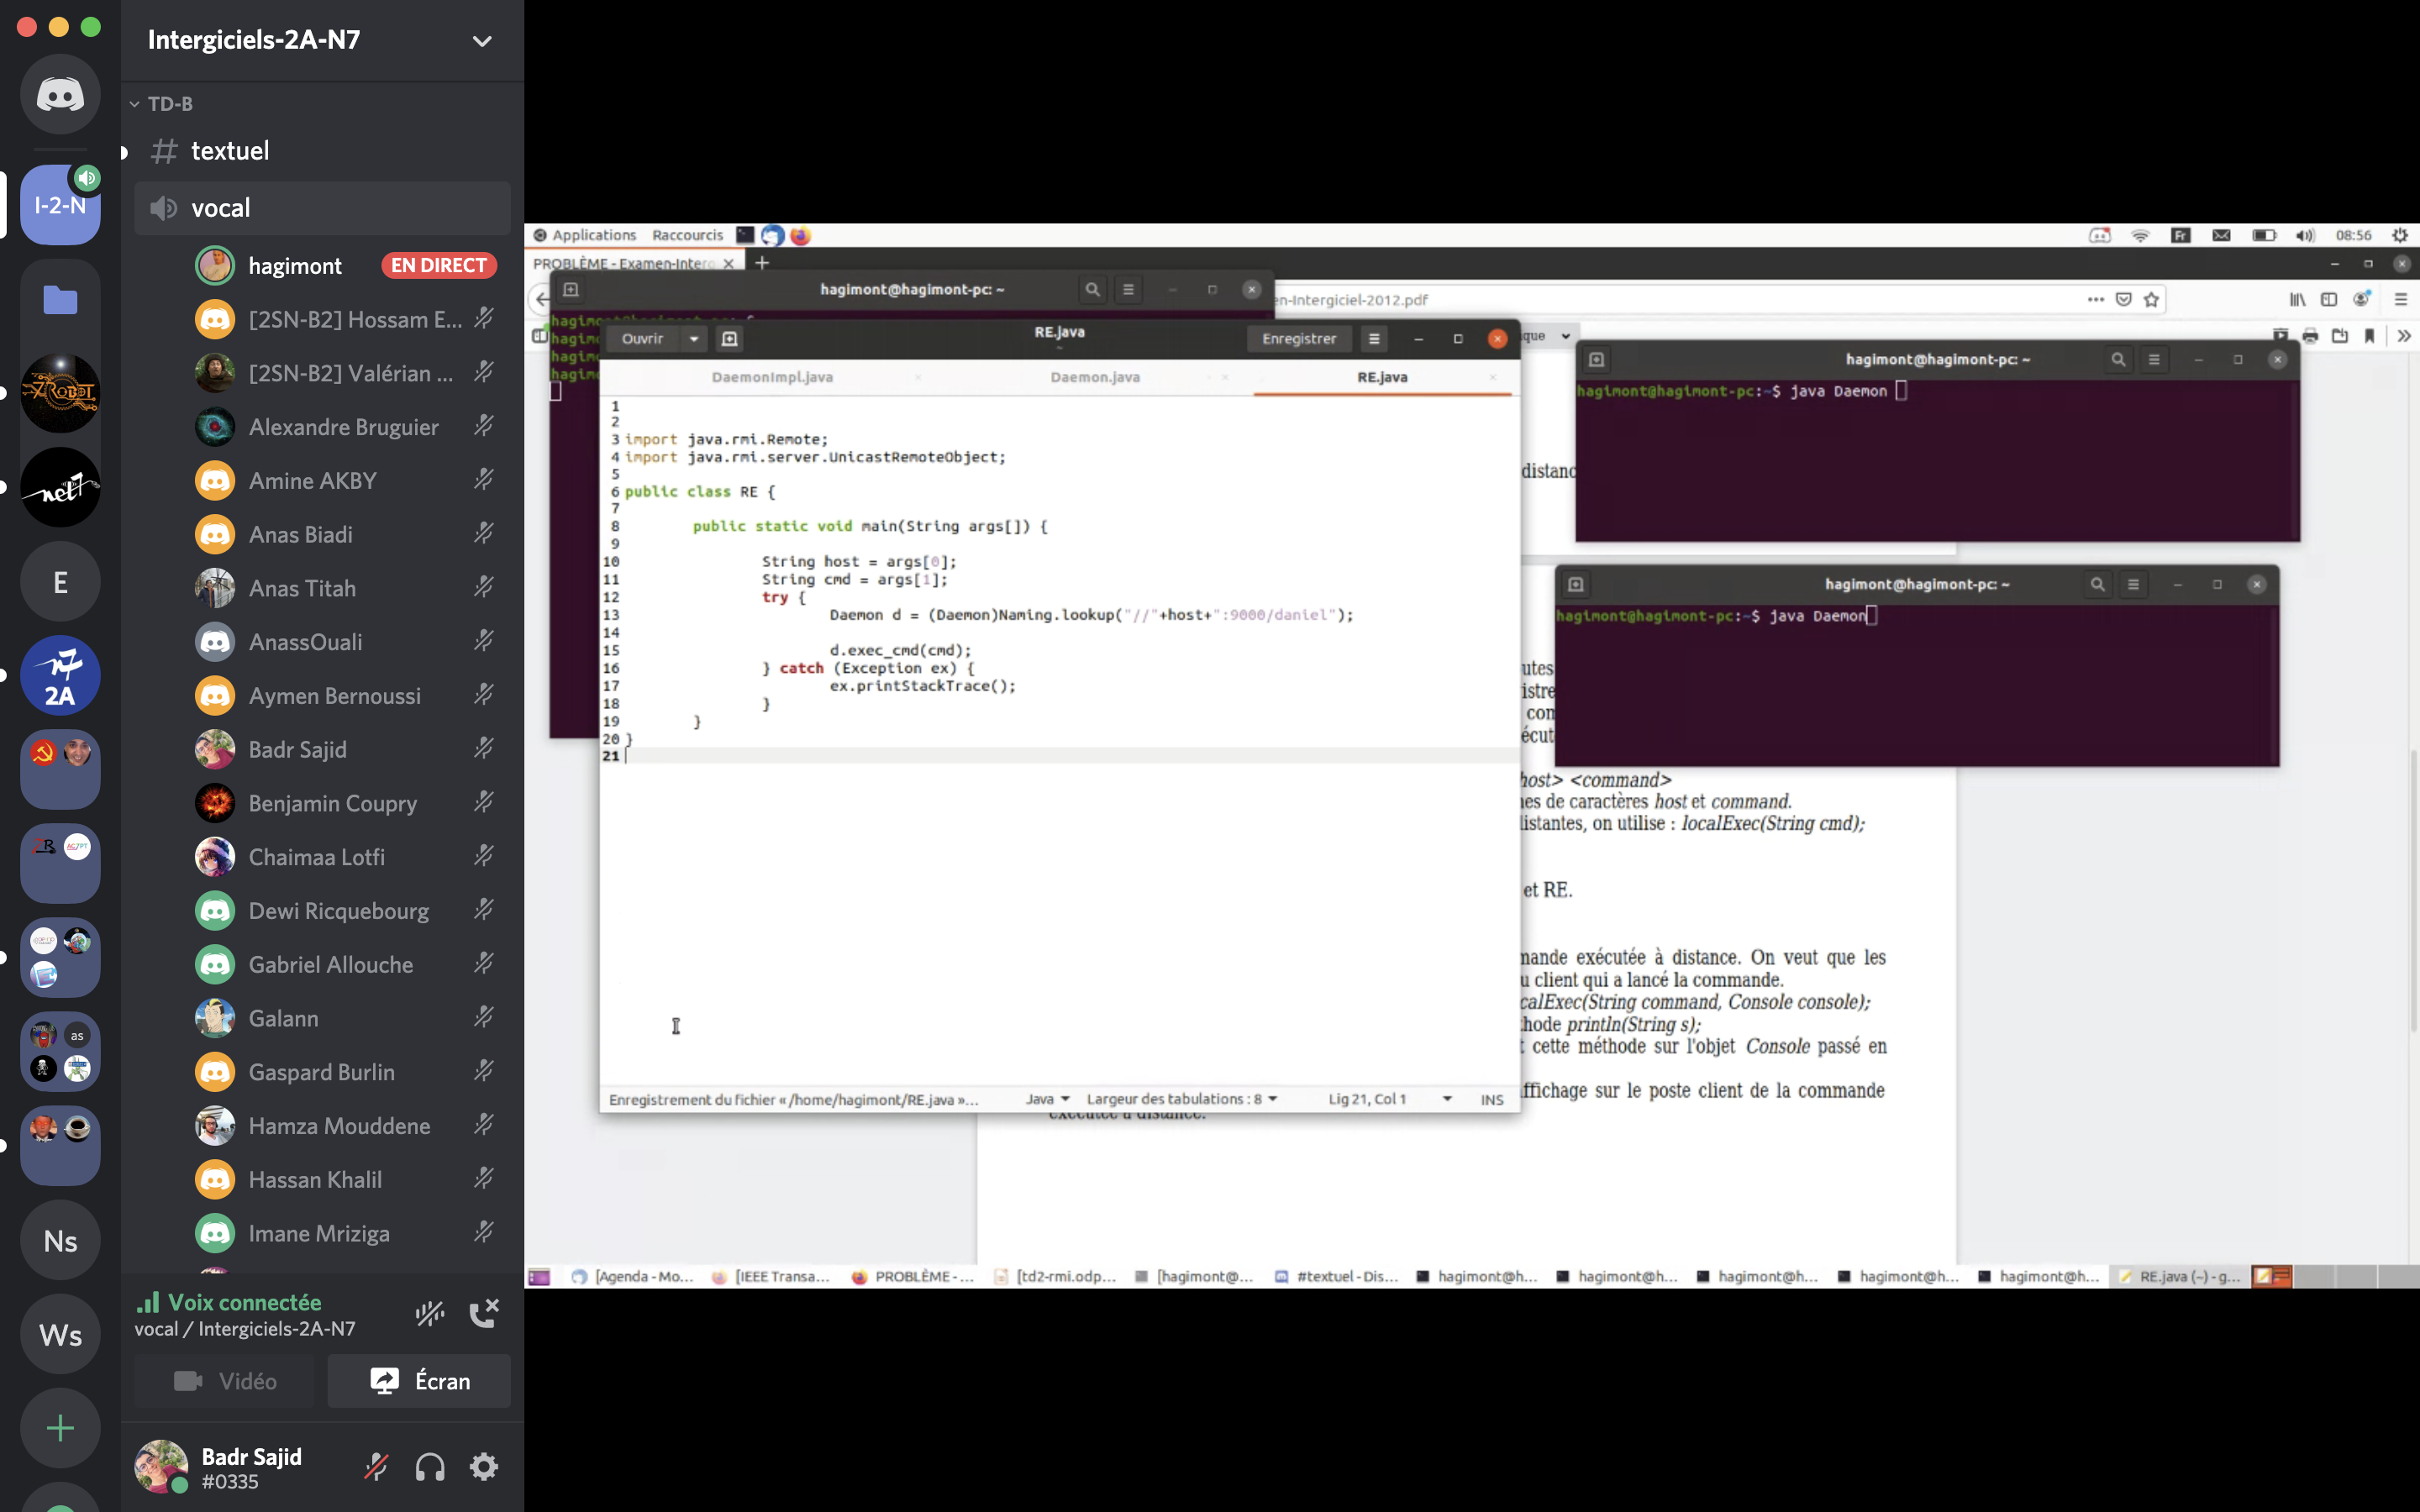 Intergiciels-2A-N7
TD-B
textuel
I-2-N
vocal
hagimont EN DIRECT
[2SN-B2] Hossam E...
[2SN-B2] Valérian ...
Alexandre Bruguier
Amine AKBY
Anas Biadi
E
Anas Titah
AnassOuali
2A
Aymen Bernoussi
Badr Sajid
Benjamin Coupry
Chaimaa Lotfi
Dewi Ricquebourg
Gabriel Allouche
Galann
as
Gaspard Burlin
Hamza Mouddene
Hassan Khalil
Ns
Imane Mriziga
Voix connectée
vocal / Intergiciels-2A-N7
Ws
Vidéo
Écran
Badr Sajid
#0335
Applications Raccourcis
Fr
08:56
PROBLÈME - Examen-Interg
hagimont@hagimont-pc: ~
en-Intergiciel-2012.pdf
Ouvrir
RE.java
~
Enregistrer
DaemonImpl.java
Daemon.java
RE.java
1
2
3 import java.rmi.Remote;
4 import java.rmi.server.UnicastRemoteObject;
5
6 public class RE {
7
8 public static void main(String args[]) {
9
10 String host = args[0];
11 String cmd = args[1];
12 try {
13 Daemon d = (Daemon)Naming.lookup("//"+host+":9000/daniel");
14
15 d.exec_cmd(cmd);
16 } catch (Exception ex) {
17 ex.printStackTrace();
18 }
19 }
20 }
21
Enregistrement du fichier « /home/hagimont/RE.java »...
Java
Largeur des tabulations : 8
Lig 21, Col 1
INS
que
hagimont@hagimont-pc: ~
hagimont@hagimont-pc:~$ java Daemon
distanc
hagimont@hagimont-pc: ~
hagimont@hagimont-pc:~$ java Daemon
utes
istre
com
écut
host> <command>
nes de caractères host et command.
distantes, on utilise : localExec(String cmd);
et RE.
mande exécutée à distance. On veut que les
u client qui a lancé la commande.
calExec(String command, Console console);
thode println(String s);
t cette méthode sur l'objet Console passé en
ffichage sur le poste client de la commande
exécutée à distance.
[Agenda - Mo...
[IEEE Transa...
PROBLÈME - ...
[td2-rmi.odp...
[hagimont@...
#textuel - Dis...
hagimont@h...
hagimont@h...
hagimont@h...
hagimont@h...
hagimont@h...
RE.java (~) - g...